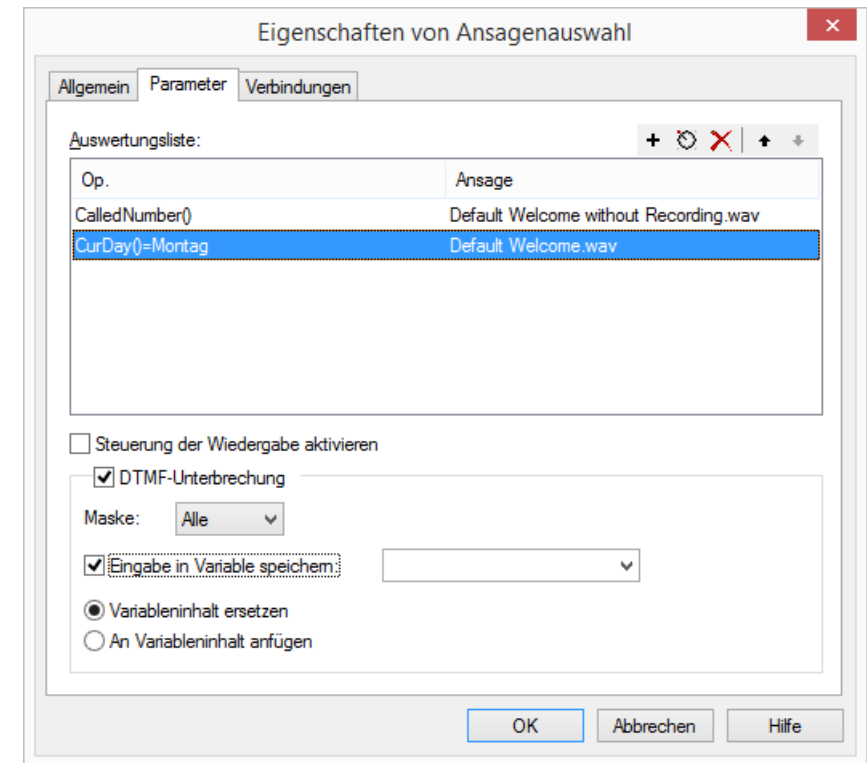 Eigenschaften von Ansagenauswahl
Allgemein Parameter Verbindungen
Auswertungsliste:
Op. Ansage
CalledNumber() Default Welcome without Recording.wav
CurDay()=Montag Default Welcome.wav
Steuerung der Wiedergabe aktivieren
DTMF-Unterbrechung
Maske: Alle
Eingabe in Variable speichern:
Variableninhalt ersetzen
An Variableninhalt anfügen
OK Abbrechen Hilfe